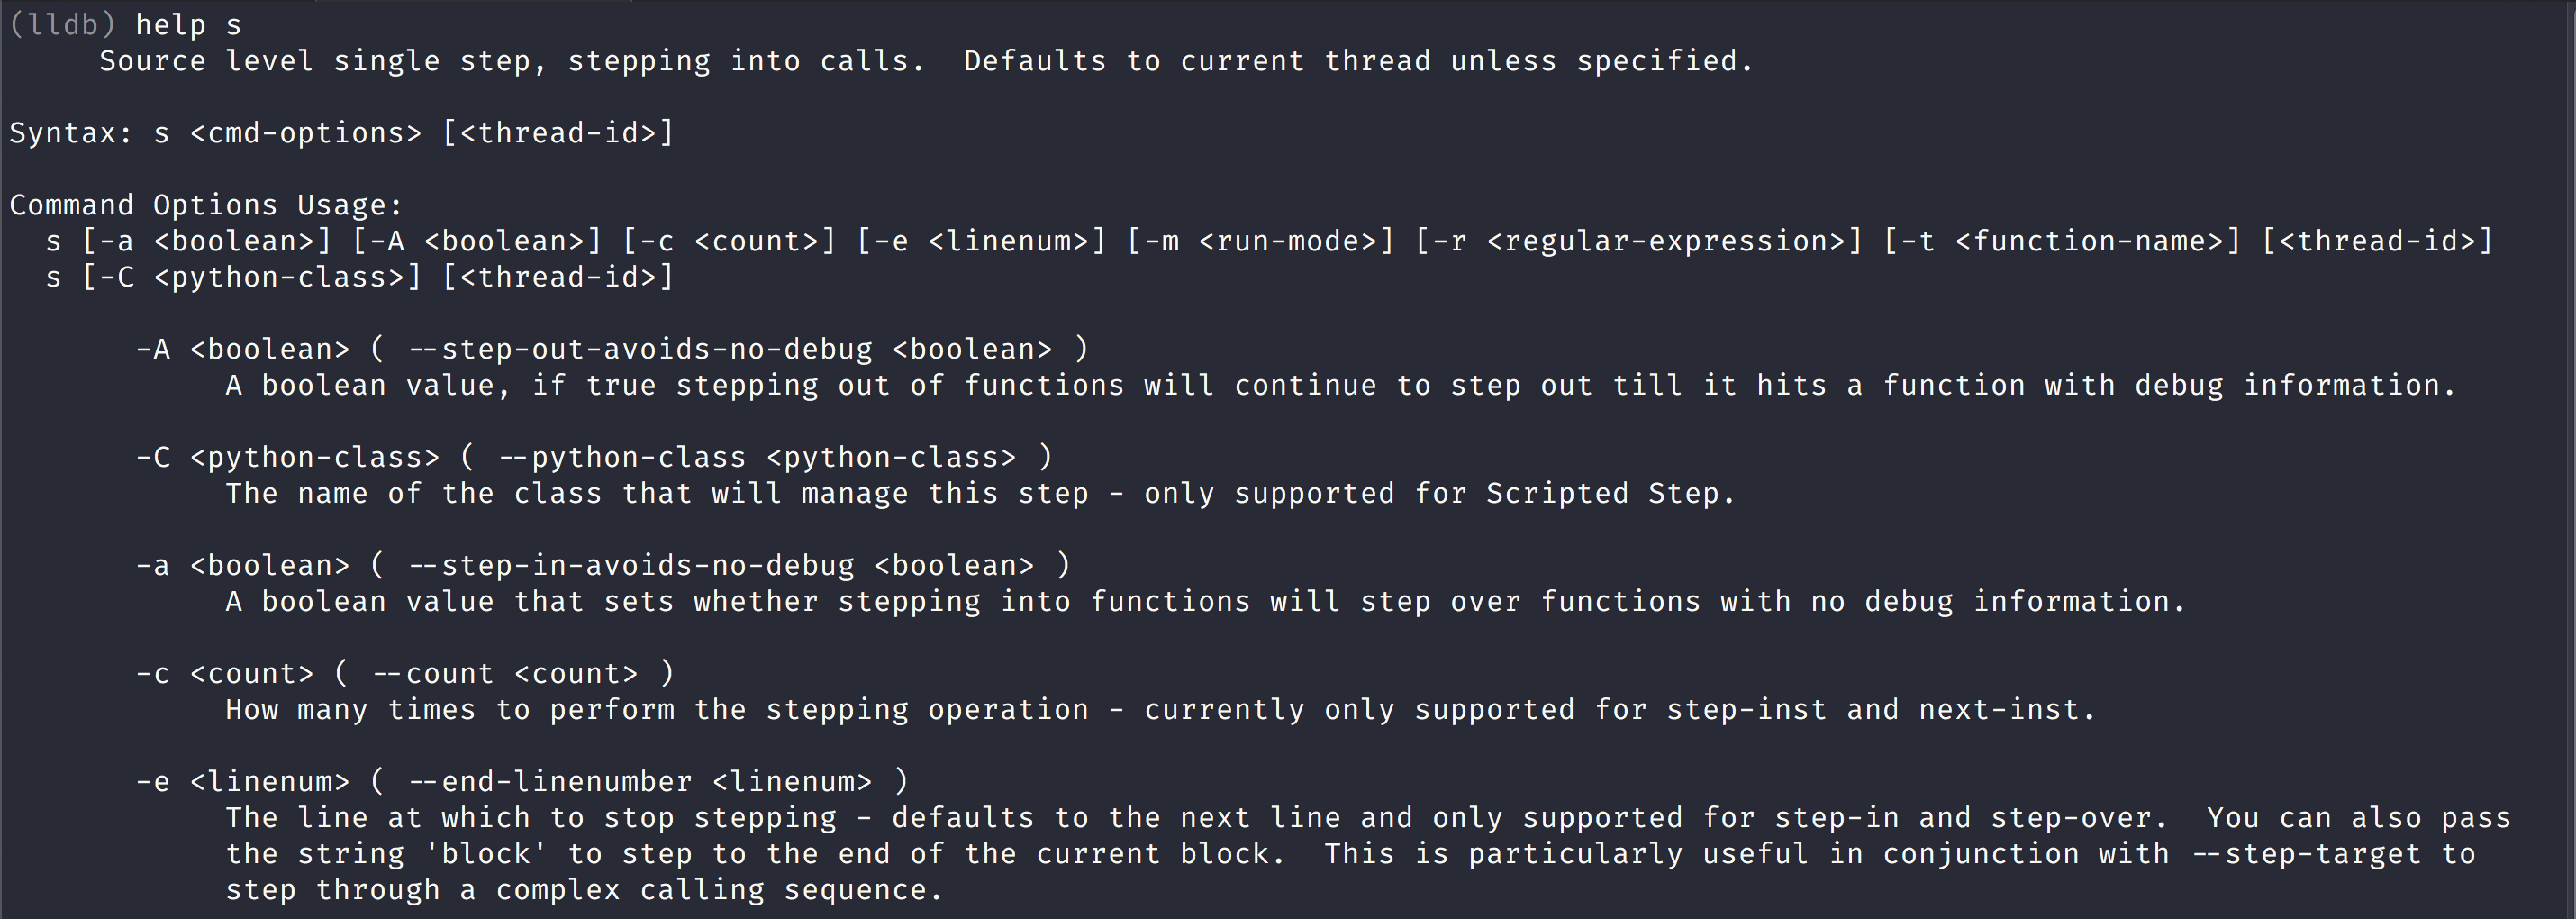 (lldb) help s
     Source level single step, stepping into calls.  Defaults to current thread unless specified.

Syntax: s <cmd-options> [<thread-id>]

Command Options Usage:
  s [-a <boolean>] [-A <boolean>] [-c <count>] [-e <linenum>] [-m <run-mode>] [-r <regular-expression>] [-t <function-name>] [<thread-id>]
  s [-C <python-class>] [<thread-id>]

       -A <boolean> ( --step-out-avoids-no-debug <boolean> )
            A boolean value, if true stepping out of functions will continue to step out till it hits a function with debug information.

       -C <python-class> ( --python-class <python-class> )
            The name of the class that will manage this step - only supported for Scripted Step.

       -a <boolean> ( --step-in-avoids-no-debug <boolean> )
            A boolean value that sets whether stepping into functions will step over functions with no debug information.

       -c <count> ( --count <count> )
            How many times to perform the stepping operation - currently only supported for step-inst and next-inst.

       -e <linenum> ( --end-linenumber <linenum> )
            The line at which to stop stepping - defaults to the next line and only supported for step-in and step-over.  You can also pass
            the string 'block' to step to the end of the current block.  This is particularly useful in conjunction with --step-target to
            step through a complex calling sequence.